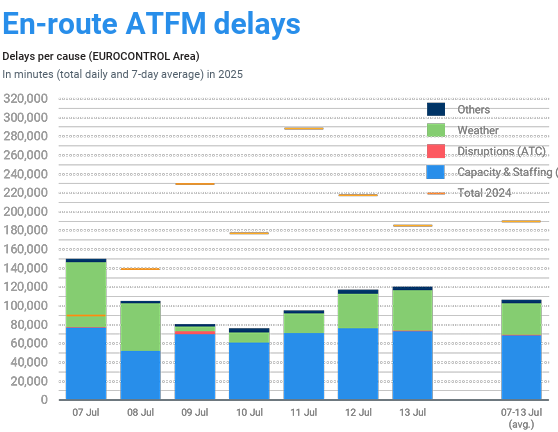 En-route ATFM delays
Delays per cause (EUROCONTROL Area)
In minutes (total daily and 7-day average) in 2025
320,000
300,000
280,000
260,000
240,000
220,000
200,000
180,000
160,000
140,000
120,000
100,000
80,000
60,000
40,000
20,000
0
Others
Weather
Disruptions (ATC)
Capacity & Staffing (
Total 2024
07 Jul 08 Jul 09 Jul 10 Jul 11 Jul 12 Jul 13 Jul 07-13 Jul
(avg.)